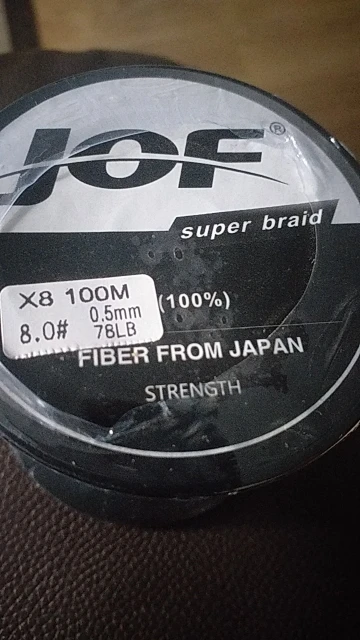 JOF®
super braid
X8 100M
0.5mm
8.0# 78LB
(100%)
FIBER FROM JAPAN
STRENGTH